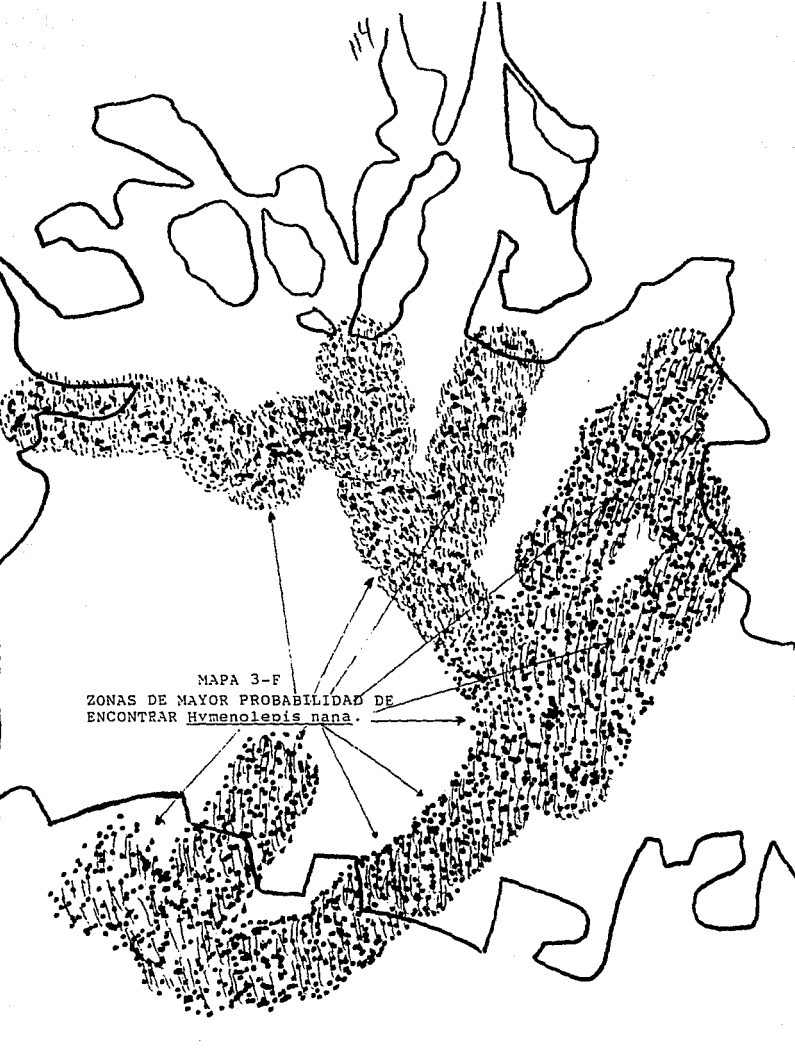 114
MAPA 3-F
ZONAS DE MAYOR PROBABILIDAD DE
ENCONTRAR Hymenolepis nana.